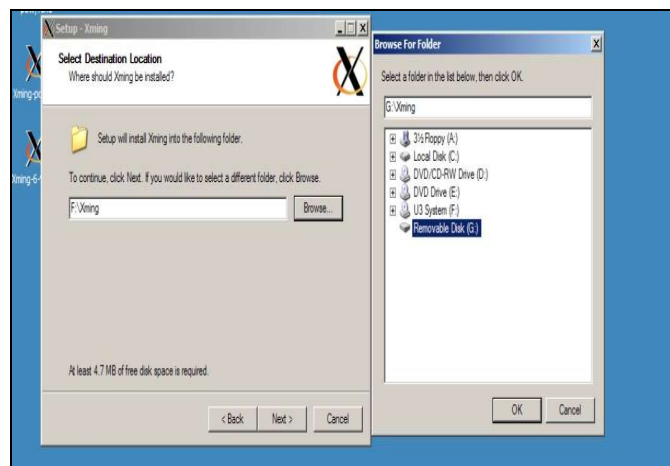 Xming-po
Xming-6-
Setup - Xming
Select Destination Location
Where should Xming be installed?
Setup will install Xming into the following folder.
To continue, click Next. If you would like to select a different folder, click Browse.
F:\Xming
Browse...
At least 4.7 MB of free disk space is required.
< Back
Next >
Cancel
Browse For Folder
Select a folder in the list below, then click OK.
G:\Xming
3½ Floppy (A:)
Local Disk (C:)
DVD/CD-RW Drive (D:)
DVD Drive (E:)
U3 System (F:)
Removable Disk (G:)
OK
Cancel